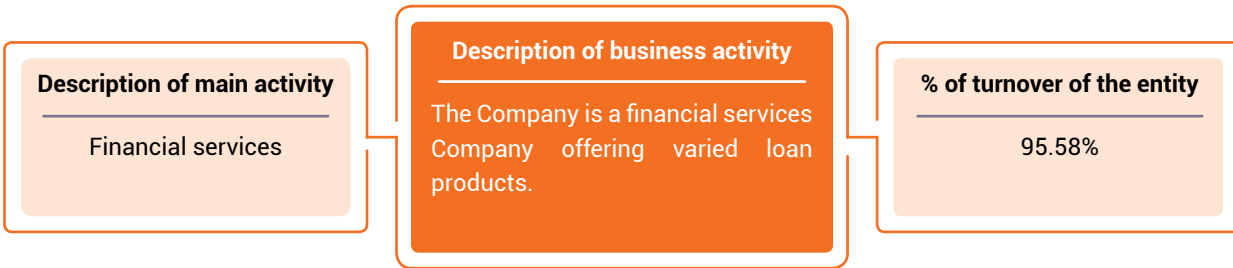 Description of main activity
Financial services
Description of business activity
The Company is a financial services
Company offering varied loan
products.
% of turnover of the entity
95.58%